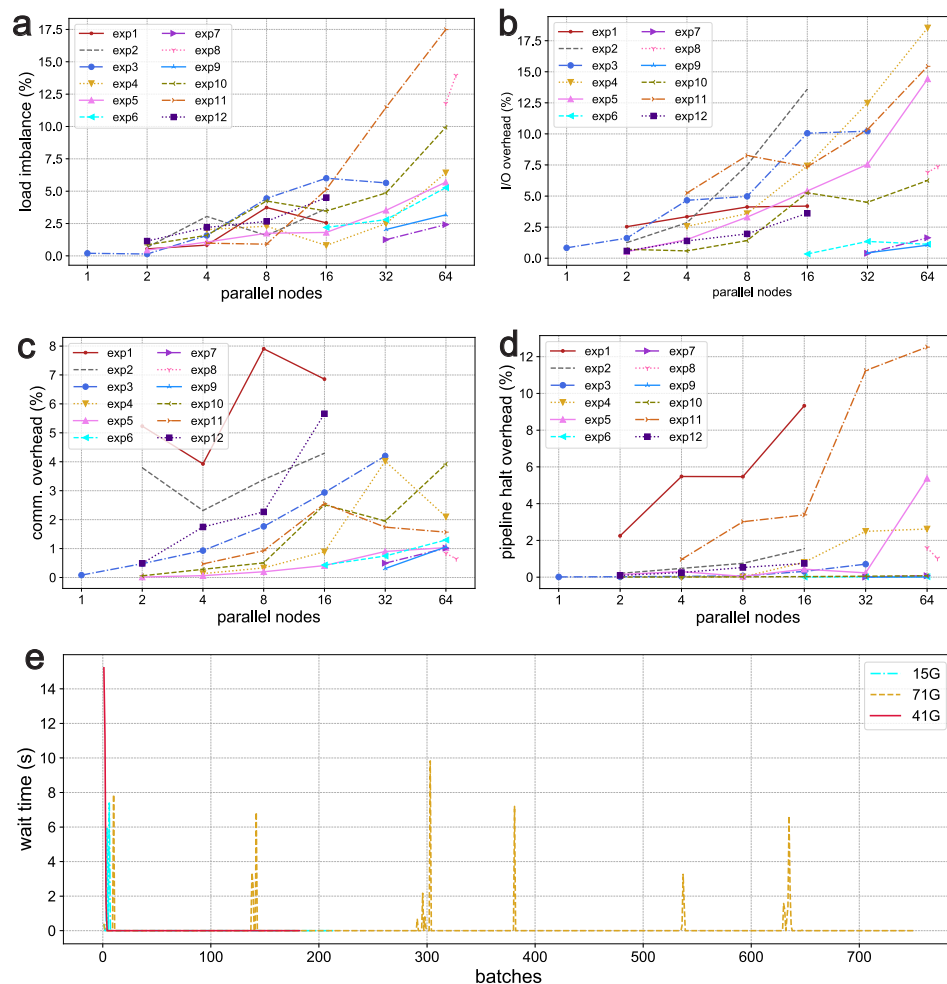 a
load imbalance (%)
17.5
15.0
12.5
10.0
7.5
5.0
2.5
0.0
exp1
exp2
exp3
exp4
exp5
exp6
exp7
exp8
exp9
exp10
exp11
exp12
1 2 4 8 16 32 64
parallel nodes
b
I/O overhead (%)
17.5
15.0
12.5
10.0
7.5
5.0
2.5
0.0
exp1
exp2
exp3
exp4
exp5
exp6
exp7
exp8
exp9
exp10
exp11
exp12
1 2 4 8 16 32 64
parallel nodes
c
comm. overhead (%)
8
7
6
5
4
3
2
1
0
exp1
exp2
exp3
exp4
exp5
exp6
exp7
exp8
exp9
exp10
exp11
exp12
1 2 4 8 16 32 64
parallel nodes
d
pipeline halt overhead (%)
12
10
8
6
4
2
0
exp1
exp2
exp3
exp4
exp5
exp6
exp7
exp8
exp9
exp10
exp11
exp12
1 2 4 8 16 32 64
parallel nodes
e
wait time (s)
14
12
10
8
6
4
2
0
15G
71G
41G
0 100 200 300 400 500 600 700
batches